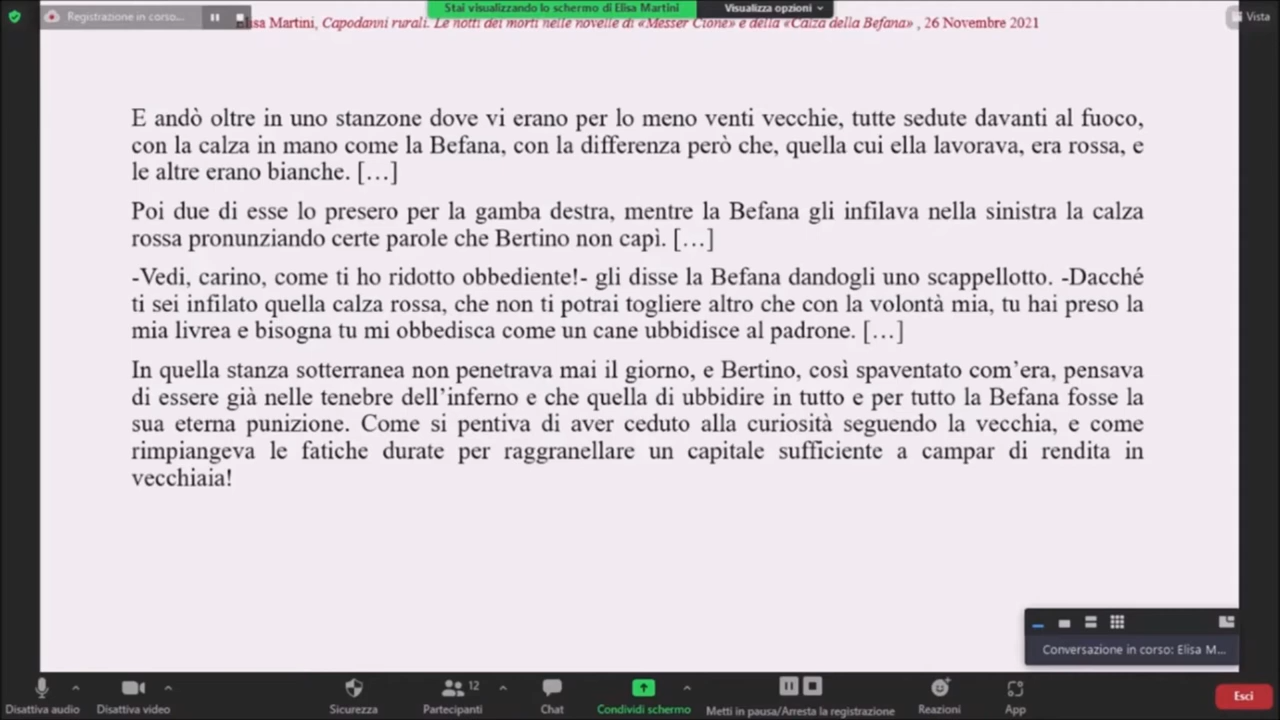 Registrazione in corso...
Stai visualizzando lo schermo di Elisa Martini
Visualizza opzioni
Vista
Elisa Martini, Capodanni rurali. Le notti dei morti nelle novelle di «Messer Cione» e della «Calza della Befana» , 26 Novembre 2021
E andò oltre in uno stanzone dove vi erano per lo meno venti vecchie, tutte sedute davanti al fuoco,
con la calza in mano come la Befana, con la differenza però che, quella cui ella lavorava, era rossa, e
le altre erano bianche. […]
Poi due di esse lo presero per la gamba destra, mentre la Befana gli infilava nella sinistra la calza
rossa pronunziando certe parole che Bertino non capì. […]
-Vedi, carino, come ti ho ridotto obbediente!- gli disse la Befana dandogli uno scappellotto. -Dacché
ti sei infilato quella calza rossa, che non ti potrai togliere altro che con la volontà mia, tu hai preso la
mia livrea e bisogna tu mi obbedisca come un cane ubbidisce al padrone. […]
In quella stanza sotterranea non penetrava mai il giorno, e Bertino, così spaventato com’era, pensava
di essere già nelle tenebre dell’inferno e che quella di ubbidire in tutto e per tutto la Befana fosse la
sua eterna punizione. Come si pentiva di aver ceduto alla curiosità seguendo la vecchia, e come
rimpiangeva le fatiche durate per raggranellare un capitale sufficiente a campar di rendita in
vecchiaia!
Conversazione in corso: Elisa M...
Disattiva audio
Disattiva video
Sicurezza
12
Partecipanti
Chat
Condividi schermo
Metti in pausa/Arresta la registrazione
Reazioni
App
Esci